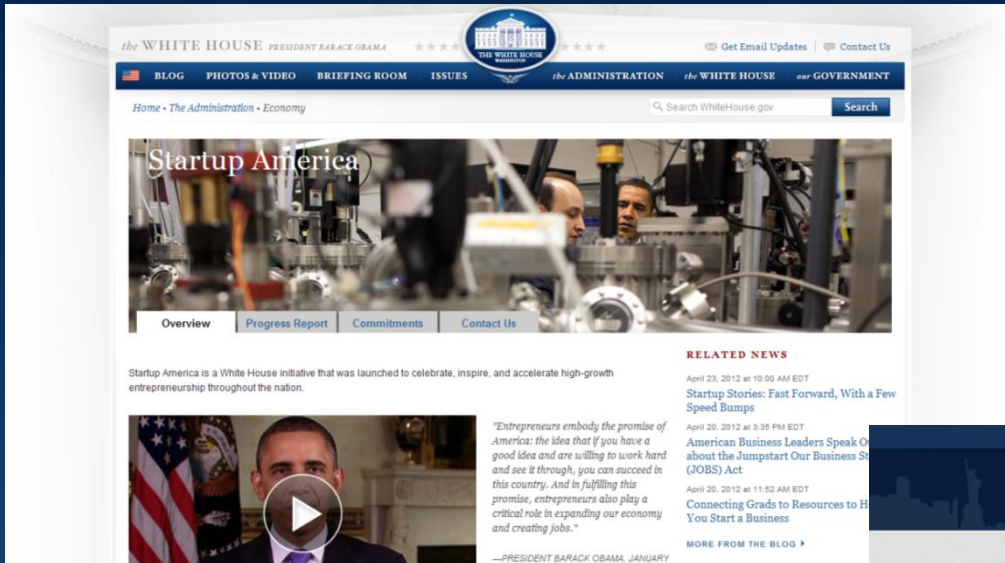 the WHITE HOUSE PRESIDENT BARACK OBAMA
THE WHITE HOUSE
WASHINGTON
Get Email Updates
Contact Us
BLOG PHOTOS & VIDEO BRIEFING ROOM ISSUES the ADMINISTRATION the WHITE HOUSE our GOVERNMENT
Home • The Administration • Economy
Search WhiteHouse.gov
Search
Startup America
Overview Progress Report Commitments Contact Us
Startup America is a White House initiative that was launched to celebrate, inspire, and accelerate high-growth
entrepreneurship throughout the nation.
"Entrepreneurs embody the promise of
America: the idea that if you have a
good idea and are willing to work hard
and see it through, you can succeed in
this country. And in fulfilling this
promise, entrepreneurs also play a
critical role in expanding our economy
and creating jobs."
—PRESIDENT BARACK OBAMA, JANUARY
RELATED NEWS
April 23, 2012 at 10:00 AM EDT
Startup Stories: Fast Forward, With a Few
Speed Bumps
April 20, 2012 at 3:35 PM EDT
American Business Leaders Speak
about the Jumpstart Our Business
(JOBS) Act
April 20, 2012 at 11:52 AM EDT
Connecting Grads to Resources to
You Start a Business
MORE FROM THE BLOG